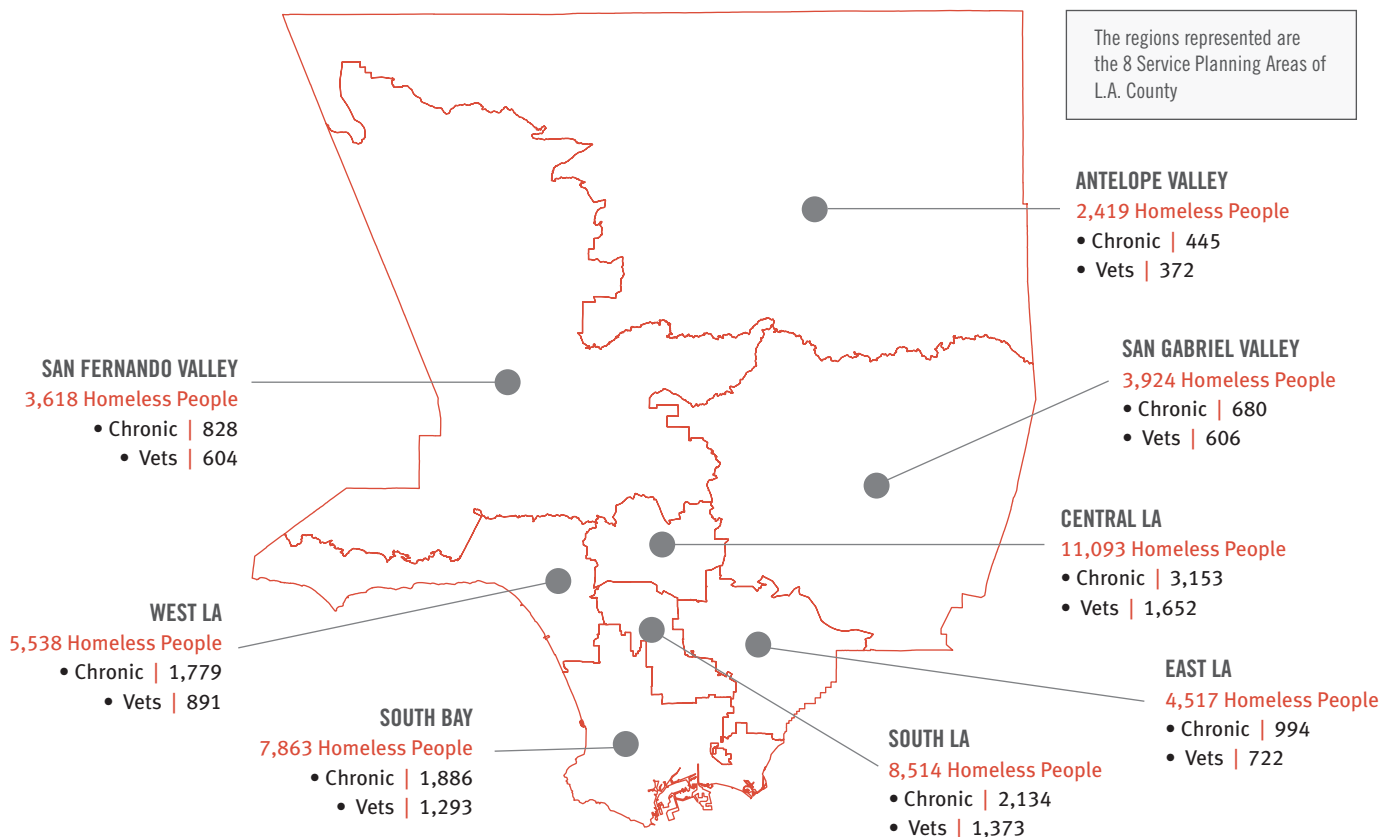 The regions represented are
the 8 Service Planning Areas of
L.A. County
ANTELOPE VALLEY
2,419 Homeless People
• Chronic | 445
• Vets | 372
SAN GABRIEL VALLEY
3,924 Homeless People
• Chronic | 680
• Vets | 606
SAN FERNANDO VALLEY
3,618 Homeless People
• Chronic | 828
• Vets | 604
CENTRAL LA
11,093 Homeless People
• Chronic | 3,153
• Vets | 1,652
WEST LA
5,538 Homeless People
• Chronic | 1,779
• Vets | 891
EAST LA
4,517 Homeless People
• Chronic | 994
• Vets | 722
SOUTH BAY
7,863 Homeless People
• Chronic | 1,886
• Vets | 1,293
SOUTH LA
8,514 Homeless People
• Chronic | 2,134
• Vets | 1,373